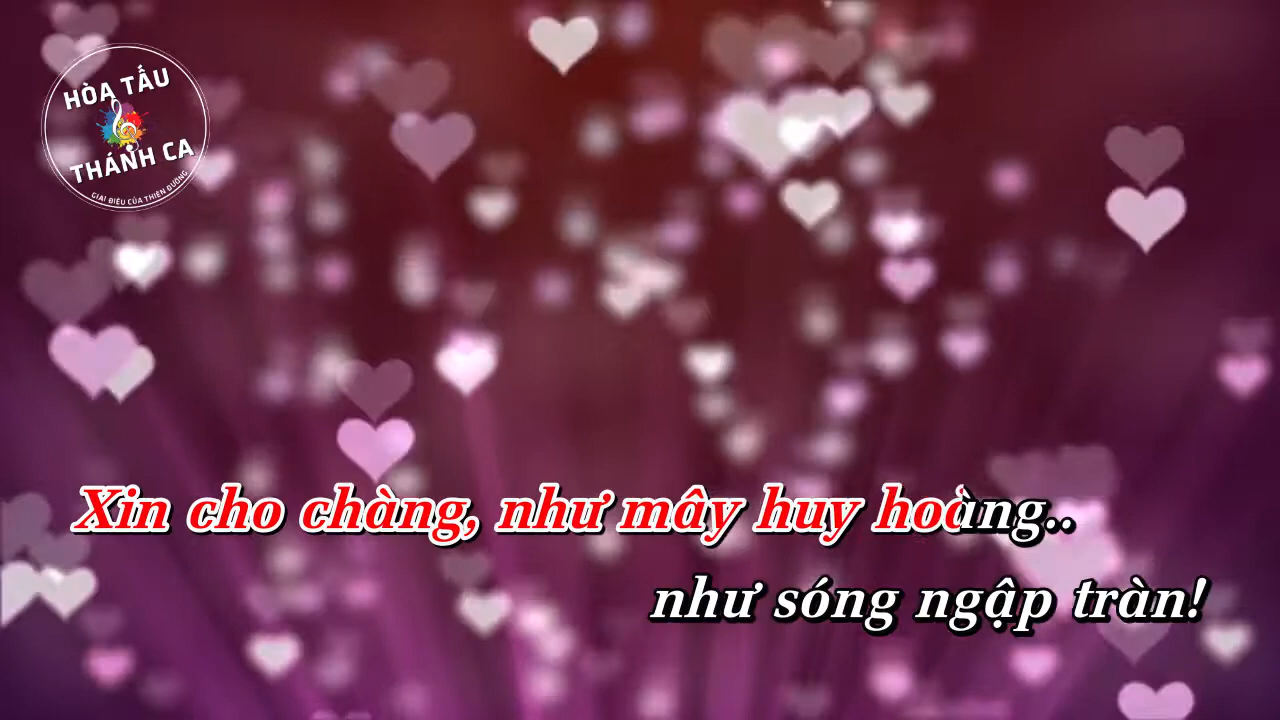 HÒA TẤU
THÁNH CA
GIAI ĐIỆU CỦA THIÊN ĐƯỜNG
Xin cho chàng, như mây huy hoàng..
như sóng ngập tràn!